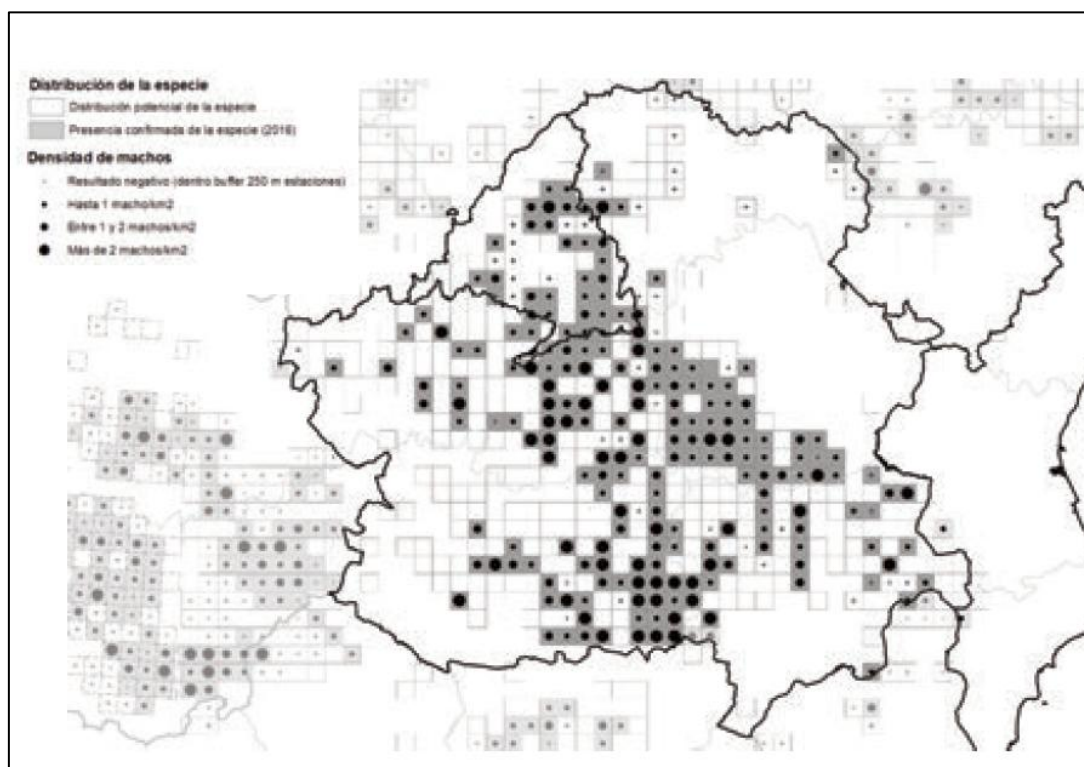 Distribución de la especie
Distribución potencial de la especie
Presencia confirmada de la especie (2016)
Densidad de machos
Resultado negativo (dentro buffer 250 m estaciones)
Hasta 1 macho/km2
Entre 1 y 2 machos/km2
Más de 2 machos/km2